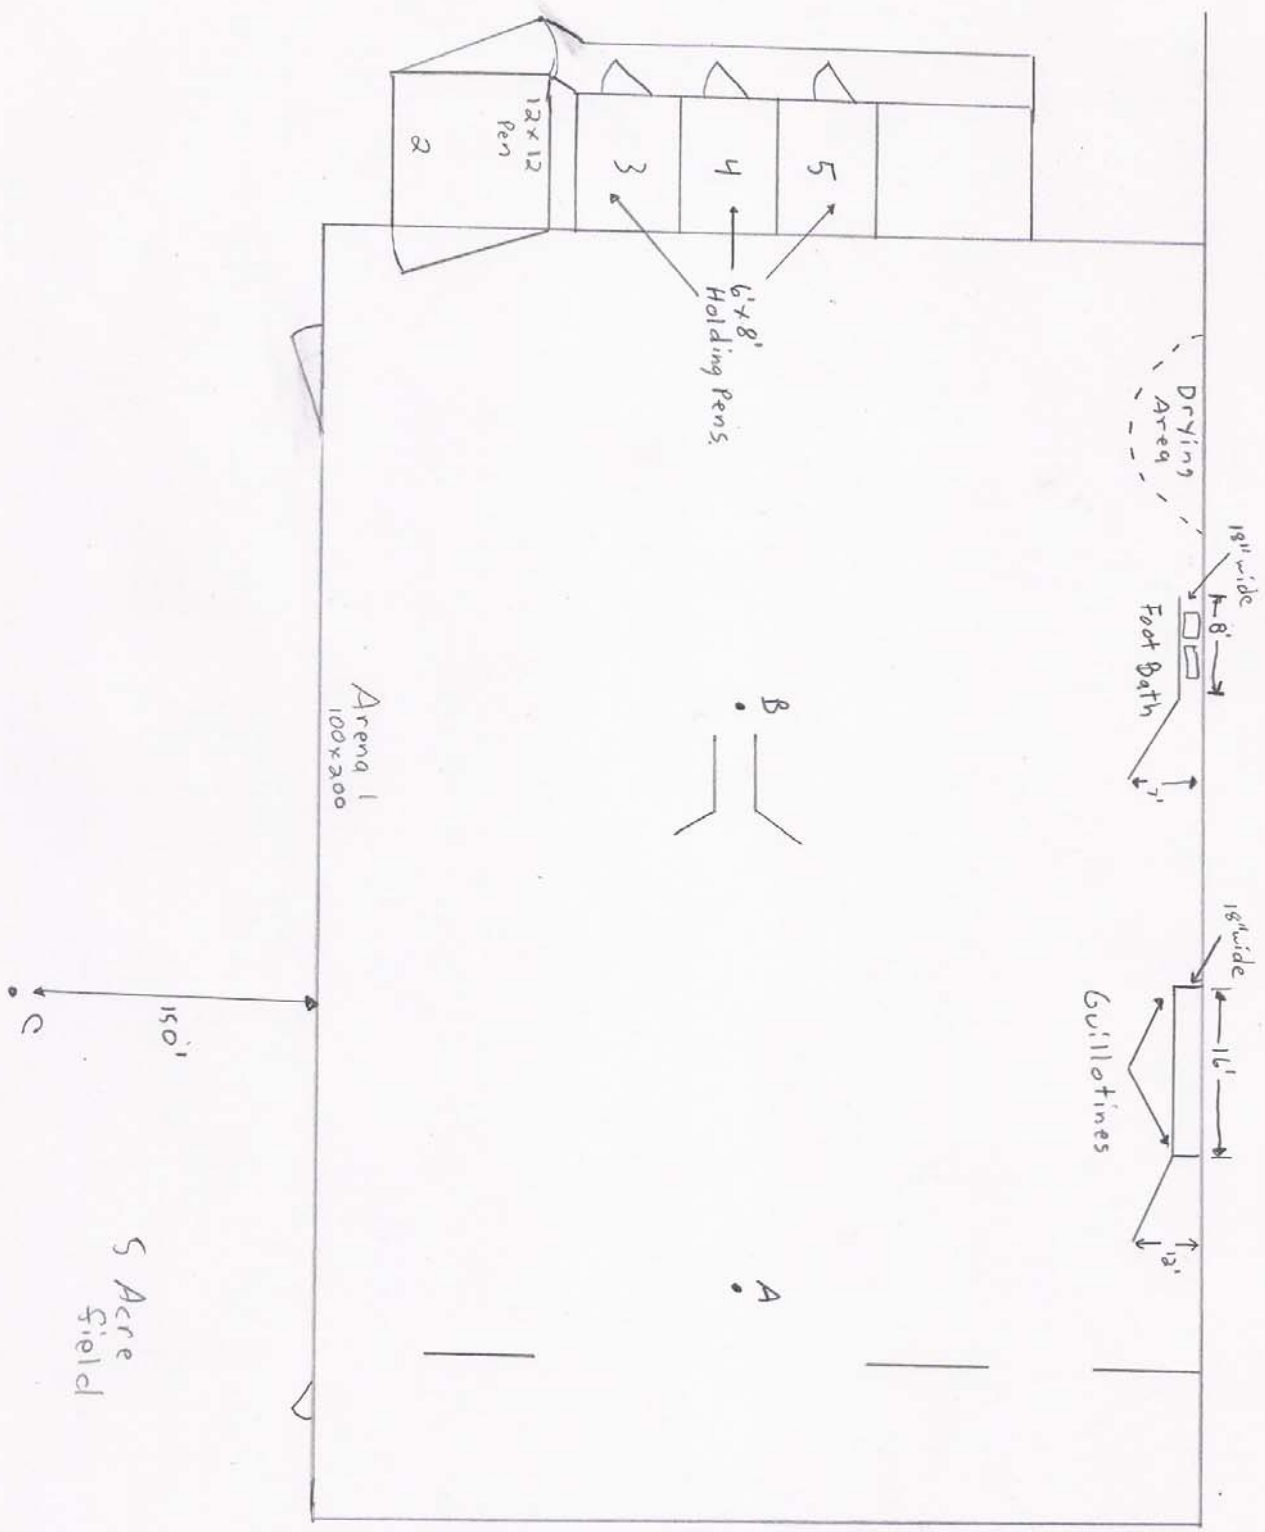 12x12
Pen
2
3
4
5
6'x8'
Holding Pens.
Drying
Area
18" wide
8'
Foot Bath
7'
B
Arena 1
100x200
18" wide
16'
Guillotines
12'
A
150'
C
5 Acre
field